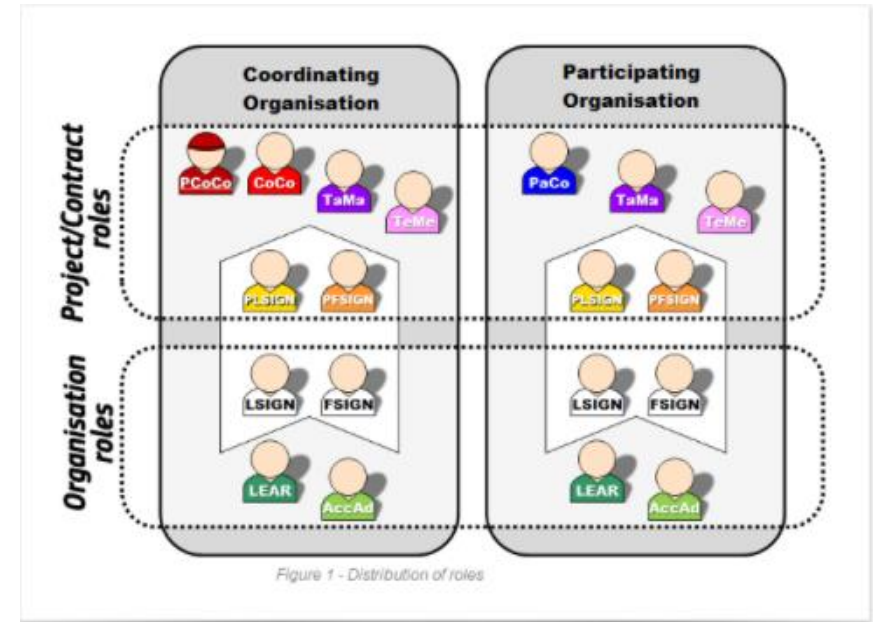 Coordinating
Organisation
Participating
Organisation
Project/Contract
roles
PCoCo
CoCo
TaMa
TeMe
PaCo
TaMa
TeMe
PLSIGN
PFSIGN
PLSIGN
PFSIGN
Organisation
roles
LSIGN
FSIGN
LSIGN
FSIGN
LEAR
AccAd
LEAR
AccAd
Figure 1 - Distribution of roles